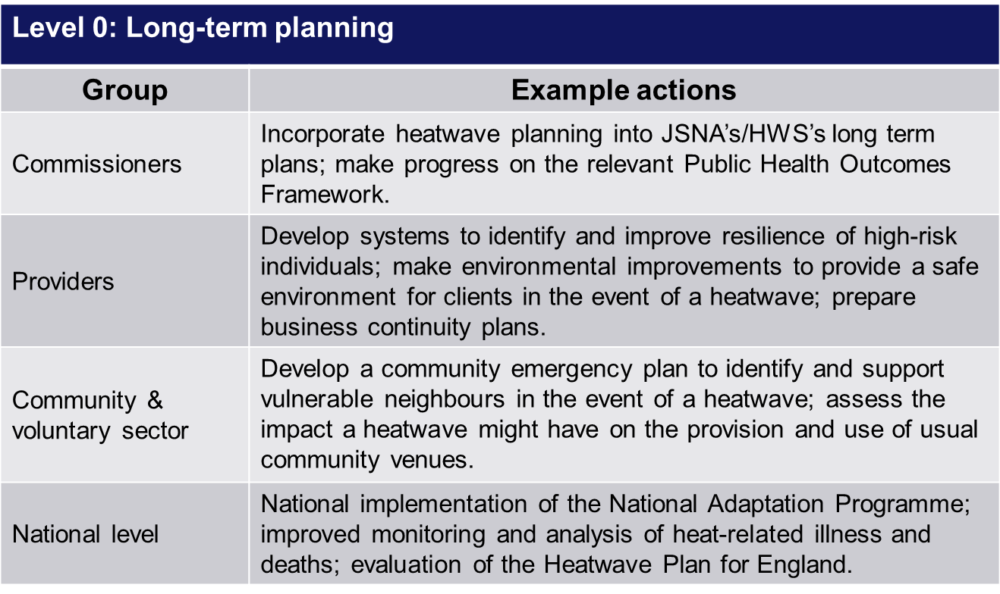 Level 0: Long-term planning
Group
Example actions
Commissioners
Incorporate heatwave planning into JSNA’s/HWS’s long term
plans; make progress on the relevant Public Health Outcomes
Framework.
Providers
Develop systems to identify and improve resilience of high-risk
individuals; make environmental improvements to provide a safe
environment for clients in the event of a heatwave; prepare
business continuity plans.
Community &
voluntary sector
Develop a community emergency plan to identify and support
vulnerable neighbours in the event of a heatwave; assess the
impact a heatwave might have on the provision and use of usual
community venues.
National level
National implementation of the National Adaptation Programme;
improved monitoring and analysis of heat-related illness and
deaths; evaluation of the Heatwave Plan for England.